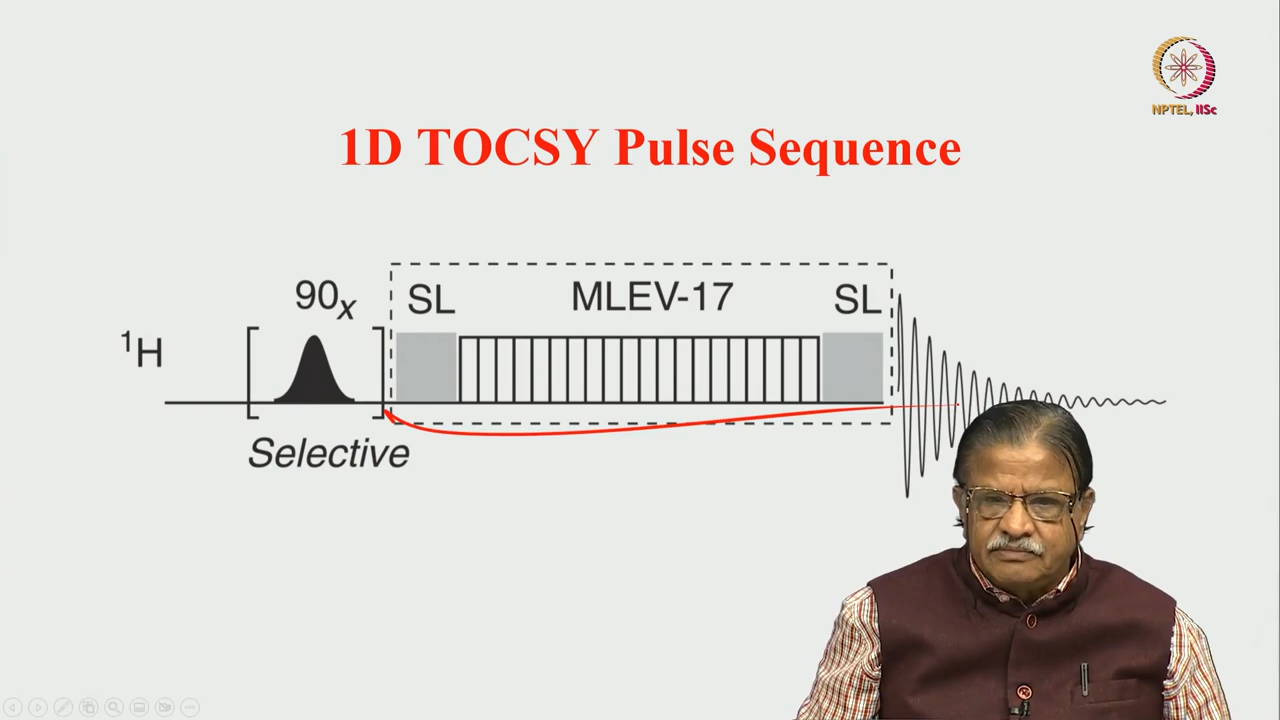 NPTEL, IISc
1D TOCSY Pulse Sequence
90x
SL
MLEV-17
SL
¹H
Selective